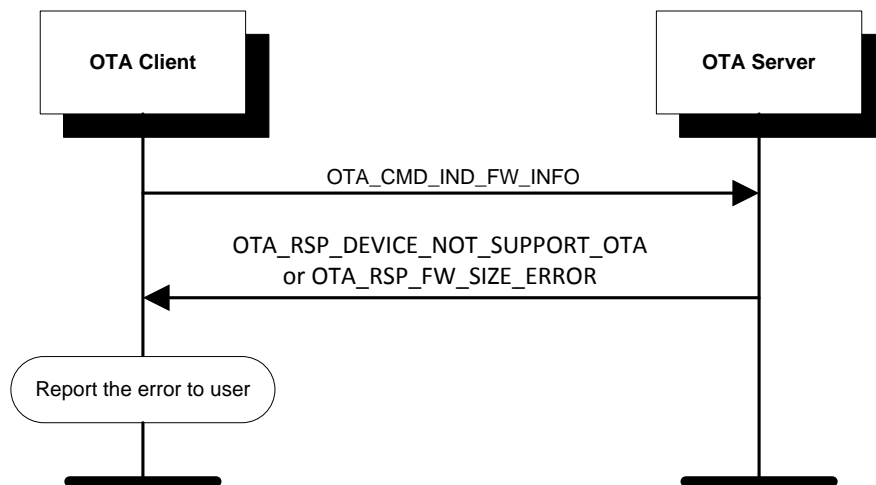 OTA Client
OTA Server
OTA_CMD_IND_FW_INFO
OTA_RSP_DEVICE_NOT_SUPPORT_OTA
or OTA_RSP_FW_SIZE_ERROR
Report the error to user